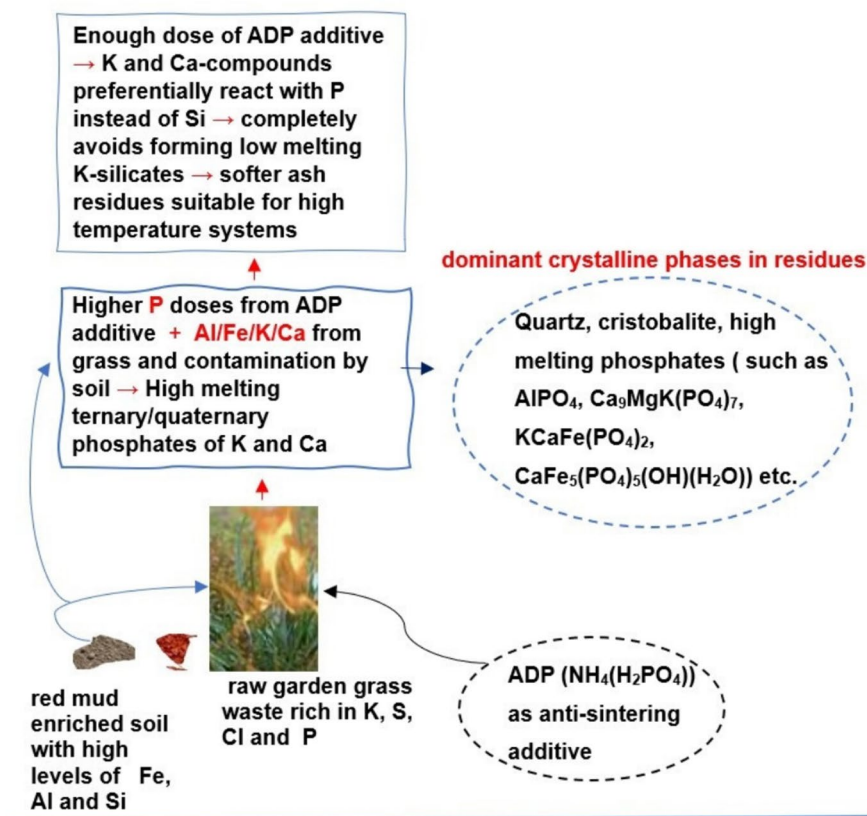 Enough dose of ADP additive
→ K and Ca-compounds
preferentially react with P
instead of Si → completely
avoids forming low melting
K-silicates → softer ash
residues suitable for high
temperature systems
dominant crystalline phases in residues
Higher P doses from ADP
additive + Al/Fe/K/Ca from
grass and contamination by
soil → High melting
ternary/quaternary
phosphates of K and Ca
Quartz, cristobalite, high
melting phosphates ( such as
AlPO₄, Ca₉MgK(PO₄)₇,
KCaFe(PO₄)₂,
CaFe₅(PO₄)₅(OH)(H₂O)) etc.
red mud
enriched soil
with high
levels of Fe,
Al and Si
raw garden grass
waste rich in K, S,
Cl and P
ADP (NH₄(H₂PO₄))
as anti-sintering
additive